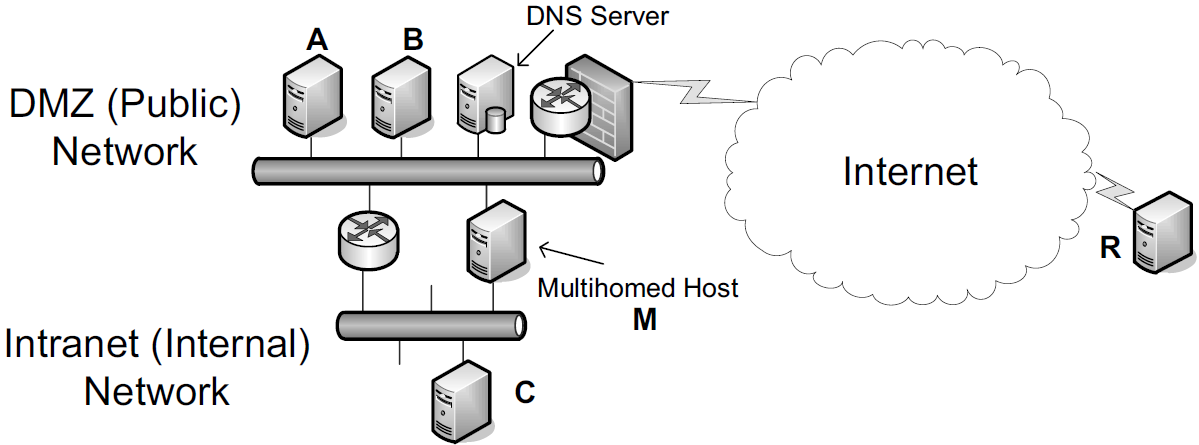 DNS Server
A
B
DMZ (Public)
Network
Internet
R
Multihomed Host
M
Intranet (Internal)
Network
C